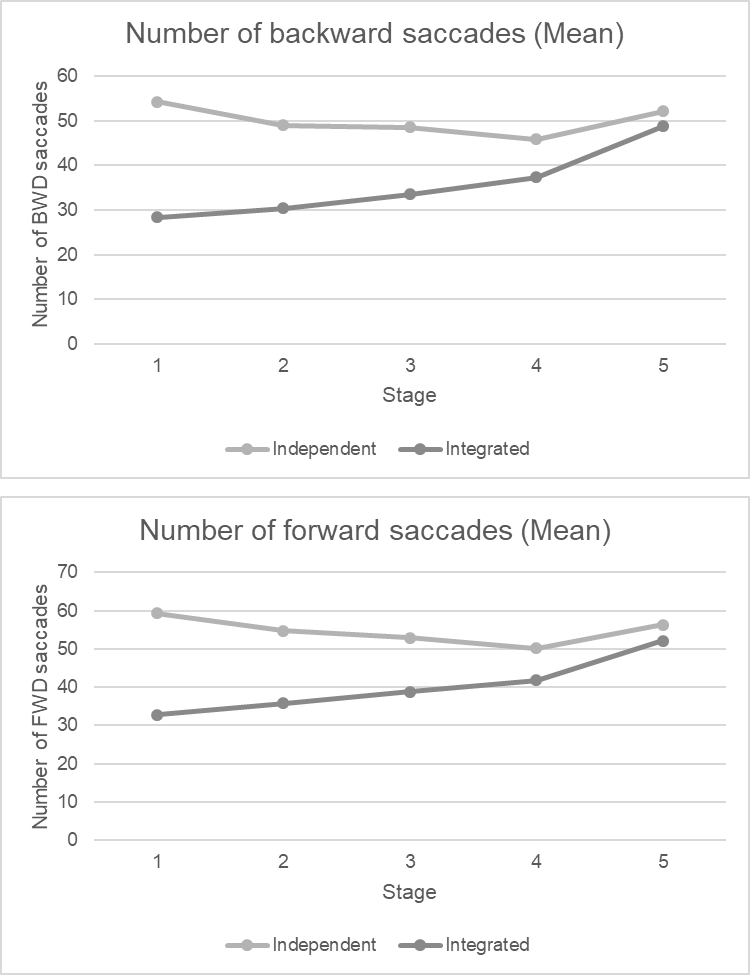 Number of backward saccades (Mean)
Number of BWD saccades
60
50
40
30
20
10
0
1 2 3 4 5
Stage
Independent Integrated
Number of forward saccades (Mean)
Number of FWD saccades
70
60
50
40
30
20
10
0
1 2 3 4 5
Stage
Independent Integrated